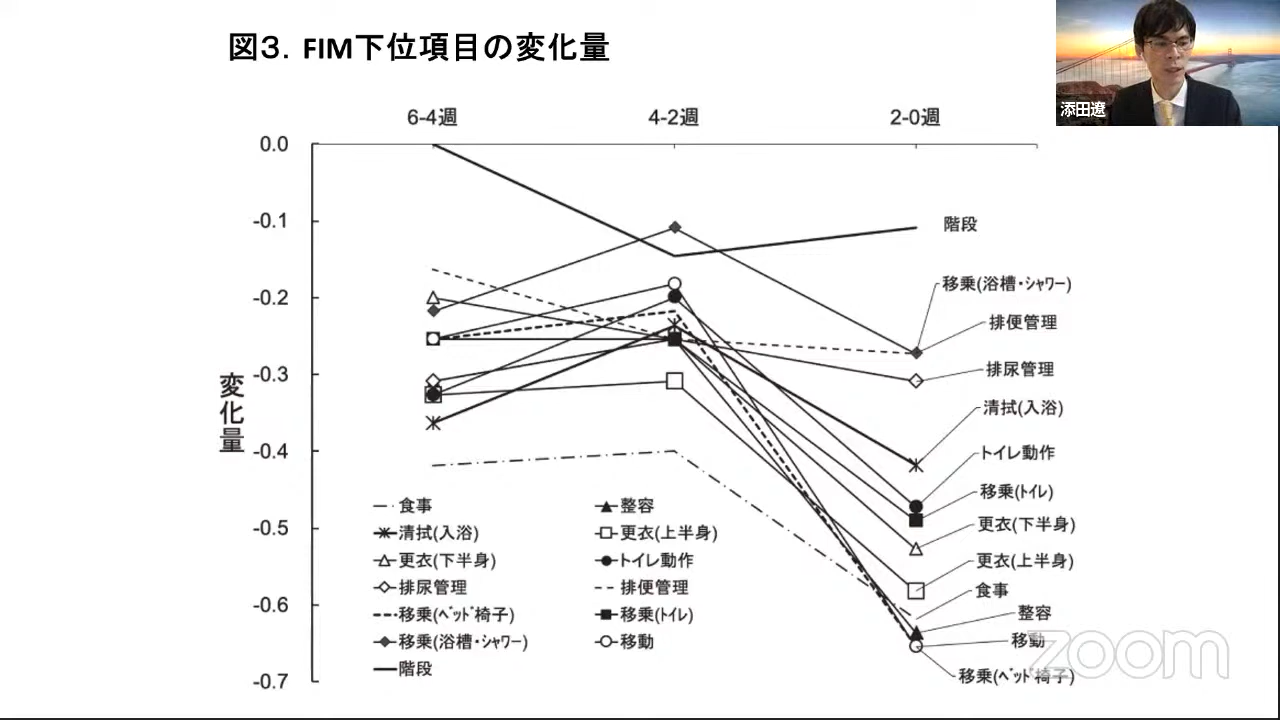 図３．FIM下位項目の変化量
添田遼
6-4週
4-2週
2-0週
0.0
-0.1
-0.2
-0.3
-0.4
-0.5
-0.6
-0.7
変化量
階段
移乗(浴槽・シャワー)
排便管理
排尿管理
清拭(入浴)
トイレ動作
移乗(トイレ)
更衣(下半身)
更衣(上半身)
食事
整容
移動
移乗(ベッド椅子)
食事
整容
清拭(入浴)
更衣(上半身)
更衣(下半身)
トイレ動作
排尿管理
排便管理
移乗(ベッド椅子)
移乗(トイレ)
移乗(浴槽・シャワー)
移動
階段
zoom